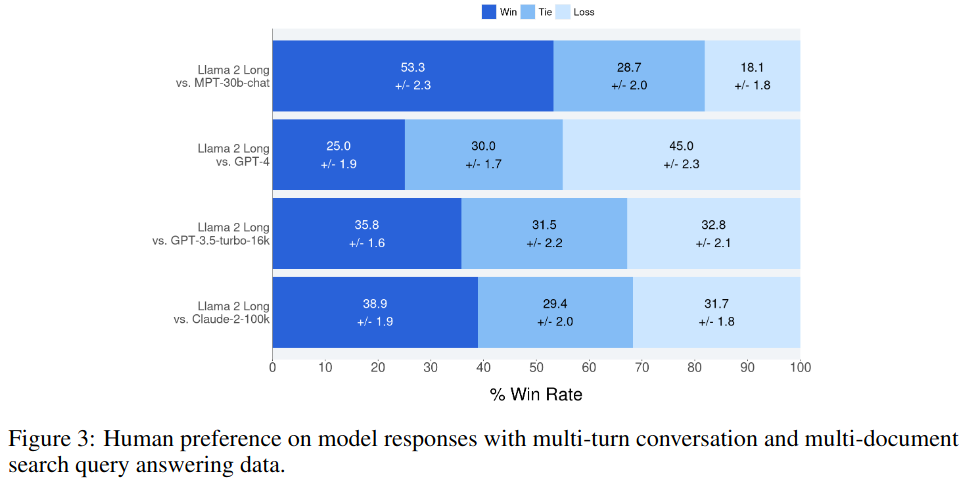 Win Tie Loss
Llama 2 Long
vs. MPT-30b-chat
53.3 28.7 18.1
+/- 2.3 +/- 2.0 +/- 1.8
Llama 2 Long
vs. GPT-4
25.0 30.0 45.0
+/- 1.9 +/- 1.7 +/- 2.3
Llama 2 Long
vs. GPT-3.5-turbo-16k
35.8 31.5 32.8
+/- 1.6 +/- 2.2 +/- 2.1
Llama 2 Long
vs. Claude-2-100k
38.9 29.4 31.7
+/- 1.9 +/- 2.0 +/- 1.8
0 10 20 30 40 50 60 70 80 90 100
% Win Rate
Figure 3: Human preference on model responses with multi-turn conversation and multi-document
search query answering data.